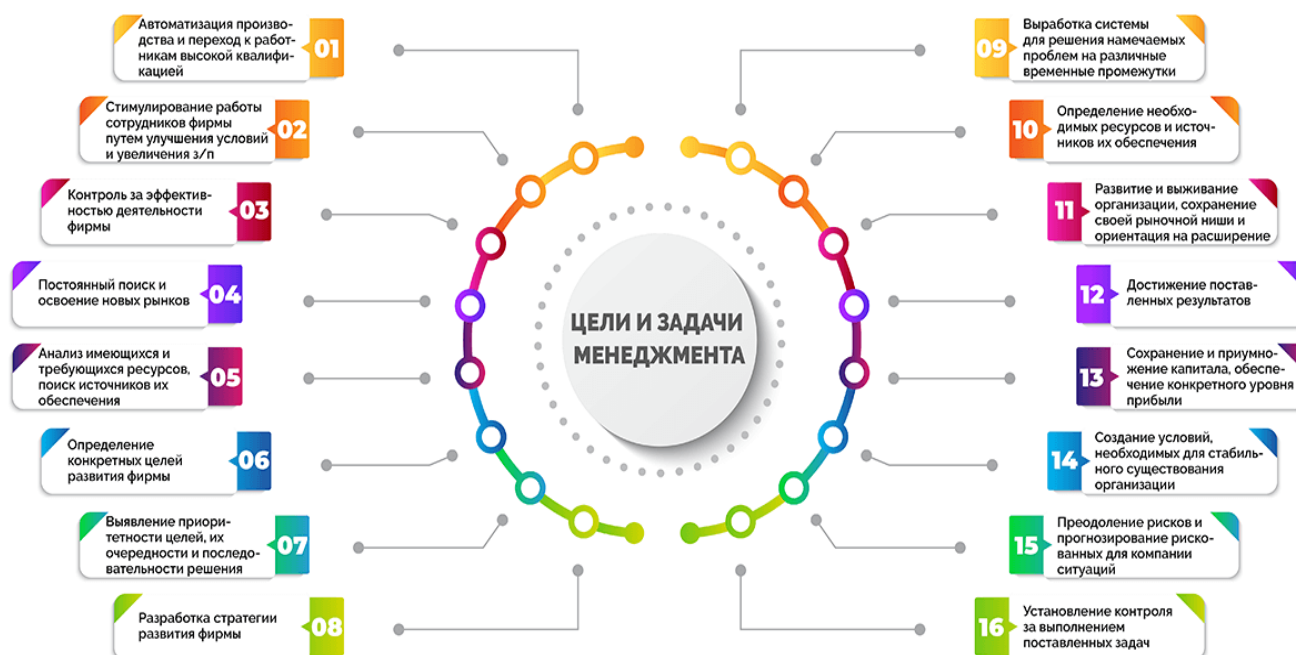 01
Автоматизация произво-
дства и переход к работ-
никам высокой квалифи-
кацией
02
Стимулирование работы
сотрудников фирмы
путем улучшения условий
и увеличения з/п
03
Контроль за эффектив-
ностью деятельности
фирмы
04
Постоянный поиск и
освоение новых рынков
05
Анализ имеющихся и
требующихся ресурсов,
поиск источников их
обеспечения
06
Определение
конкретных целей
развития фирмы
07
Выявление приори-
тетности целей, их
очередности и последо-
вательности решения
08
Разработка стратегии
развития фирмы
ЦЕЛИ И ЗАДАЧИ
МЕНЕДЖМЕНТА
09
Выработка системы
для решения намечаемых
проблем на различные
временные промежутки
10
Определение необхо-
димых ресурсов и источ-
ников их обеспечения
11
Развитие и выживание
организации, сохранение
своей рыночной ниши и
ориентация на расширение
12
Достижение постав-
ленных результатов
13
Сохранение и приумно-
жение капитала, обеспе-
чение конкретного уровня
прибыли
14
Создание условий,
необходимых для стабиль-
ного существования
организации
15
Преодоление рисков и
прогнозирование риско-
ванных для компании
ситуаций
16
Установление контроля
за выполнением
поставленных задач